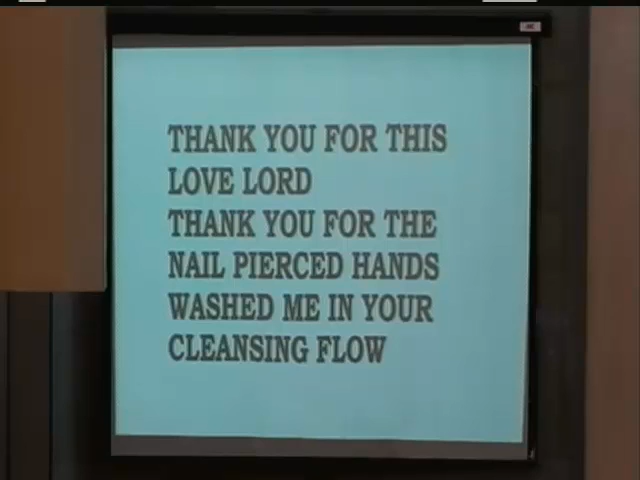 THANK YOU FOR THIS
LOVE LORD
THANK YOU FOR THE
NAIL PIERCED HANDS
WASHED ME IN YOUR
CLEANSING FLOW